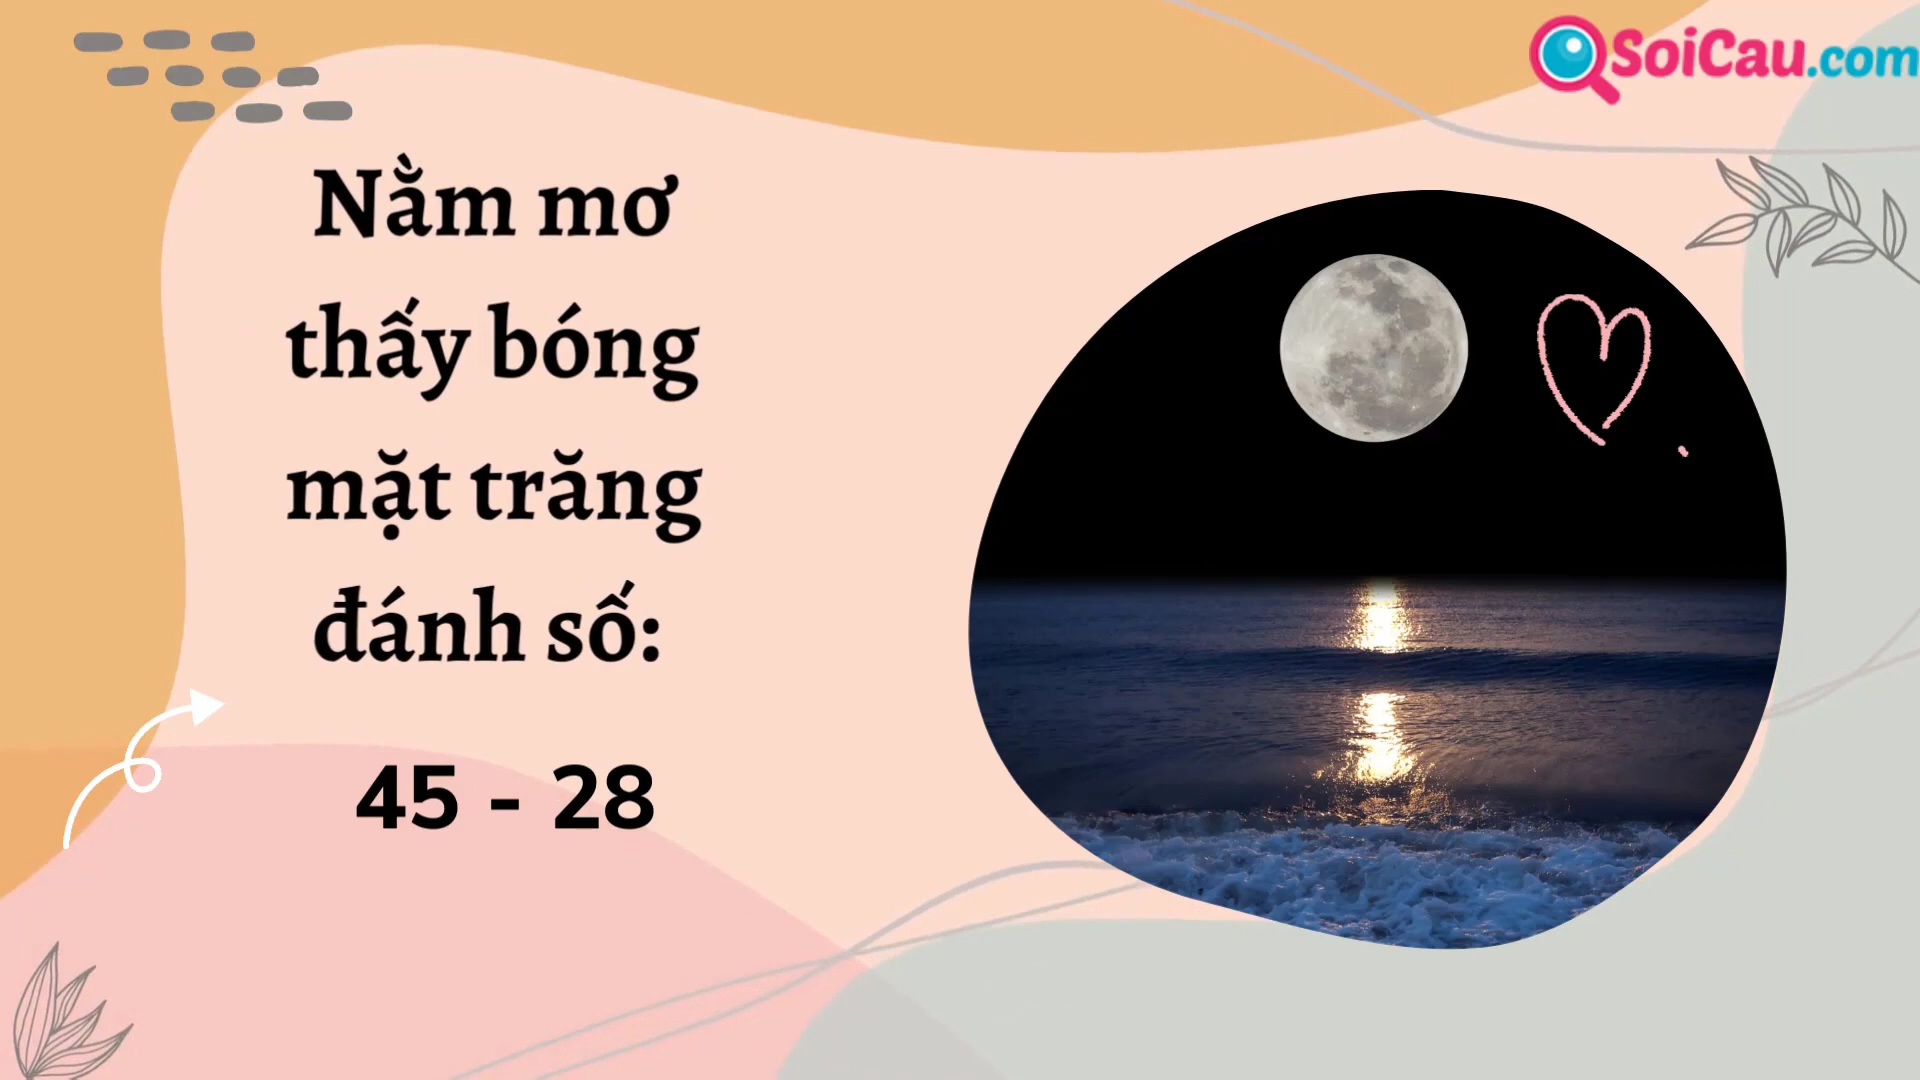 SoiCau.com
Nằm mơ
thấy bóng
mặt trăng
đánh số:
45 - 28